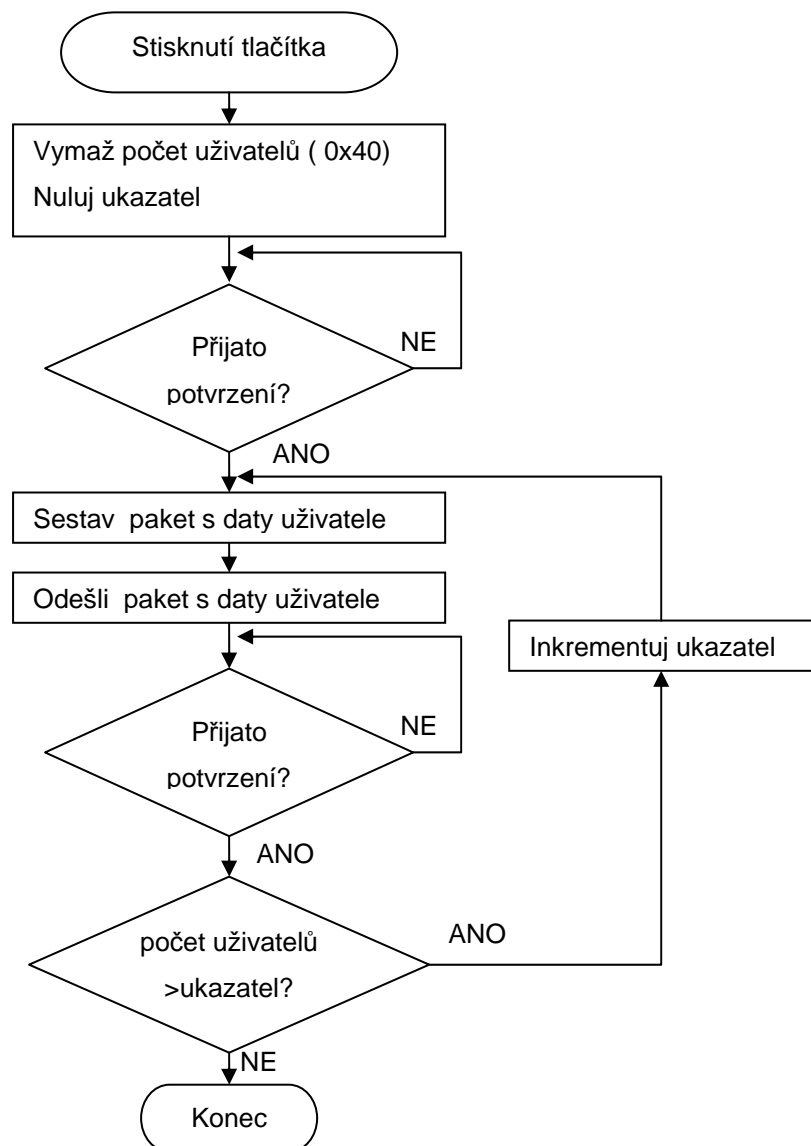 Stisknutí tlačítka
Vymaž počet uživatelů ( 0x40)
Nuluj ukazatel
Přijato
potvrzení?
NE
ANO
Sestav paket s daty uživatele
Odešli paket s daty uživatele
Inkrementuj ukazatel
Přijato
potvrzení?
NE
ANO
počet uživatelů
>ukazatel?
ANO
NE
Konec